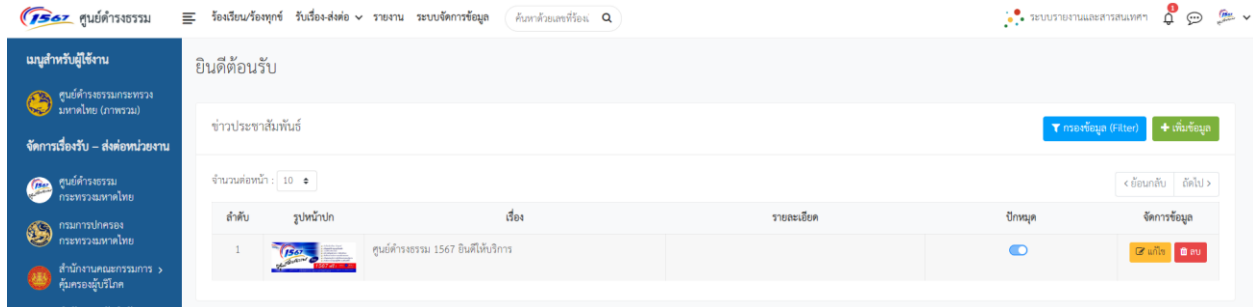 1567 ศูนย์ดำรงธรรม
ร้องเรียน/ร้องทุกข์ รับเรื่อง-ส่งต่อ รายงาน ระบบจัดการข้อมูล ค้นหาด้วยเลขที่ร้องเ
ระบบรายงานและสารสนเทศฯ 1
เมนูสำหรับผู้ใช้งาน
ศูนย์ดำรงธรรมกระทรวง
มหาดไทย (ภาพรวม)
จัดการเรื่องรับ – ส่งต่อหน่วยงาน
ศูนย์ดำรงธรรม
กระทรวงมหาดไทย
กรมการปกครอง
กระทรวงมหาดไทย
สำนักงานคณะกรรมการ >
คุ้มครองผู้บริโภค
ยินดีต้อนรับ
ข่าวประชาสัมพันธ์
กรองข้อมูล (Filter) + เพิ่มข้อมูล
จำนวนต่อหน้า : 10
< ย้อนกลับ ถัดไป >
ลำดับ รูปหน้าปก เรื่อง รายละเอียด ปักหมุด จัดการข้อมูล
1 1567 ศูนย์ดำรงธรรม 1567 ยินดีให้บริการ แก้ไข ลบ